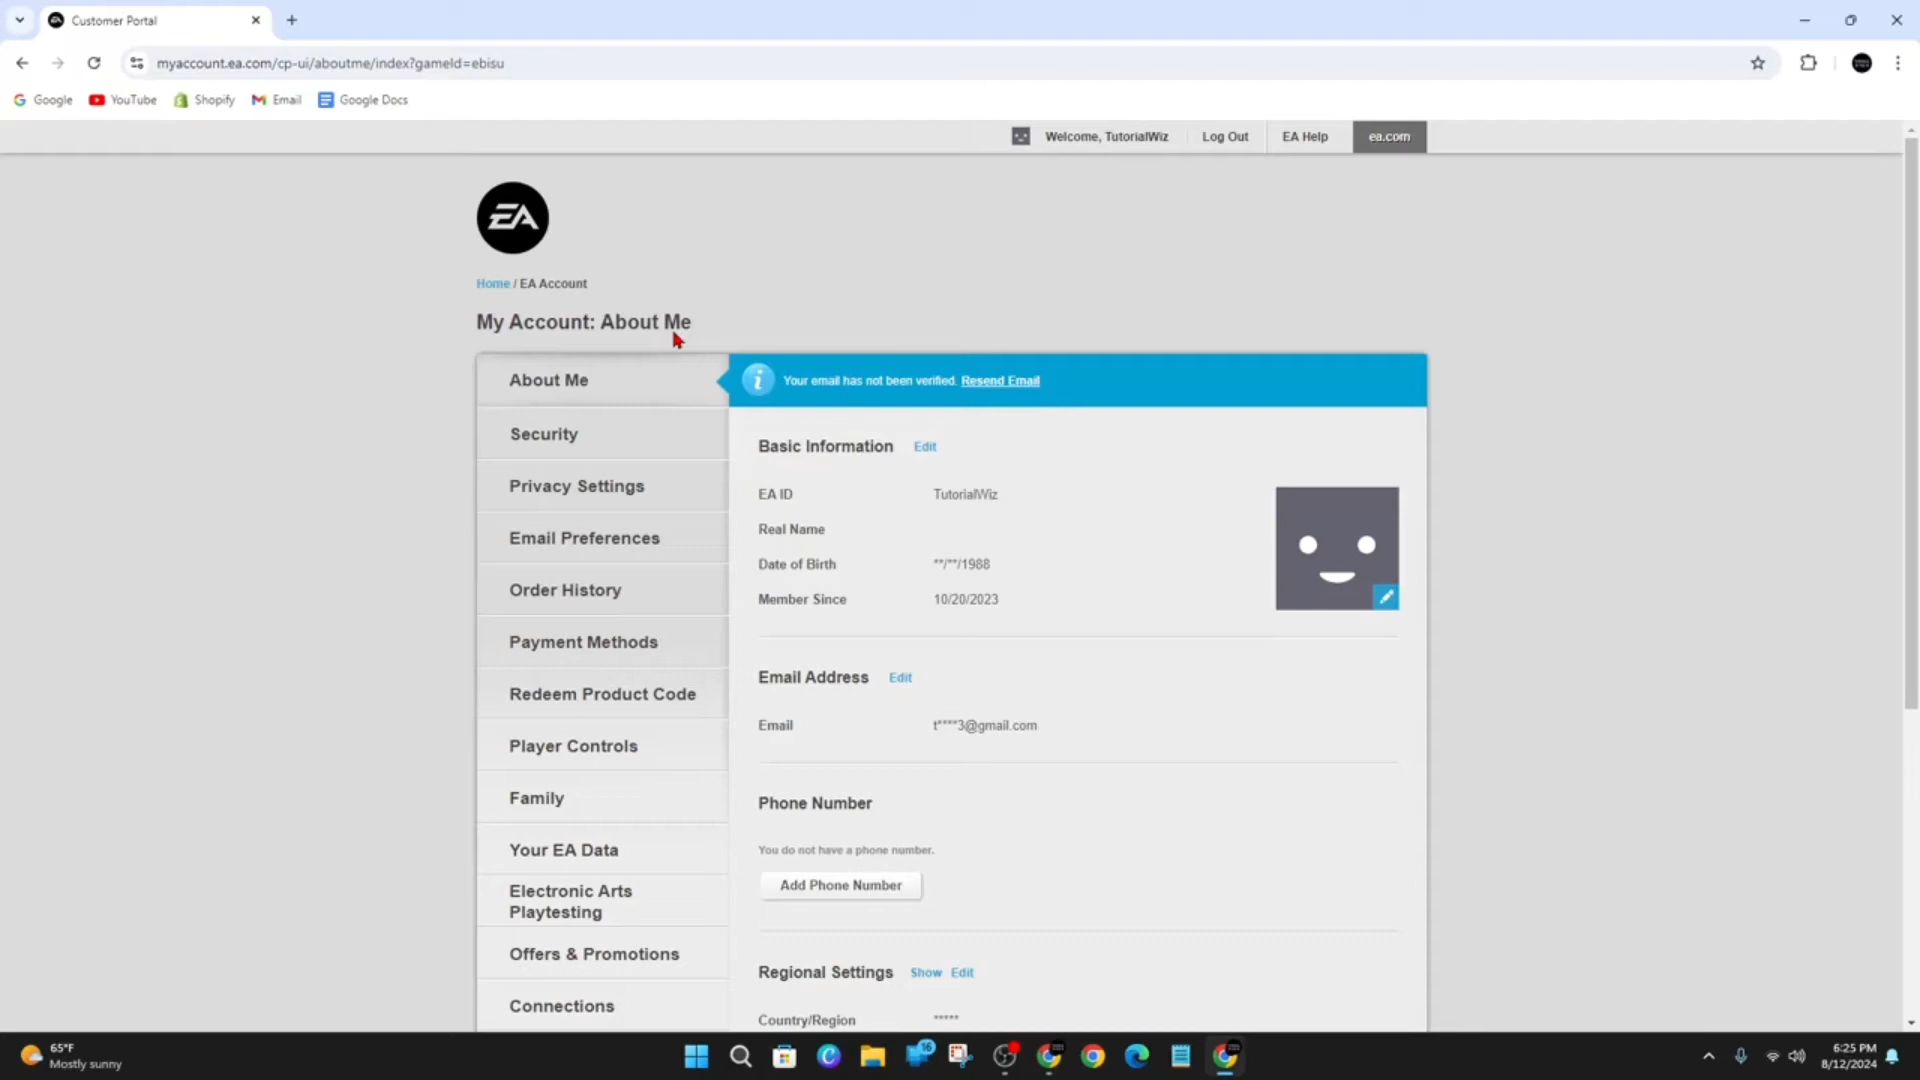 Customer Portal
myaccount.ea.com/cp-ui/aboutme/index?gameId=ebisu
Google YouTube Shopify Email Google Docs
Welcome, TutorialWiz Log Out EA Help ea.com
EA
Home / EA Account
My Account: About Me
About Me
Security
Privacy Settings
Email Preferences
Order History
Payment Methods
Redeem Product Code
Player Controls
Family
Your EA Data
Electronic Arts
Playtesting
Offers & Promotions
Connections
i Your email has not been verified. Resend Email
Basic Information Edit
EA ID TutorialWiz
Real Name
Date of Birth **/**/1988
Member Since 10/20/2023
Email Address Edit
Email t****3@gmail.com
Phone Number
You do not have a phone number.
Add Phone Number
Regional Settings Show Edit
Country/Region *****
65°F
Mostly sunny
16
6:25 PM
8/12/2024